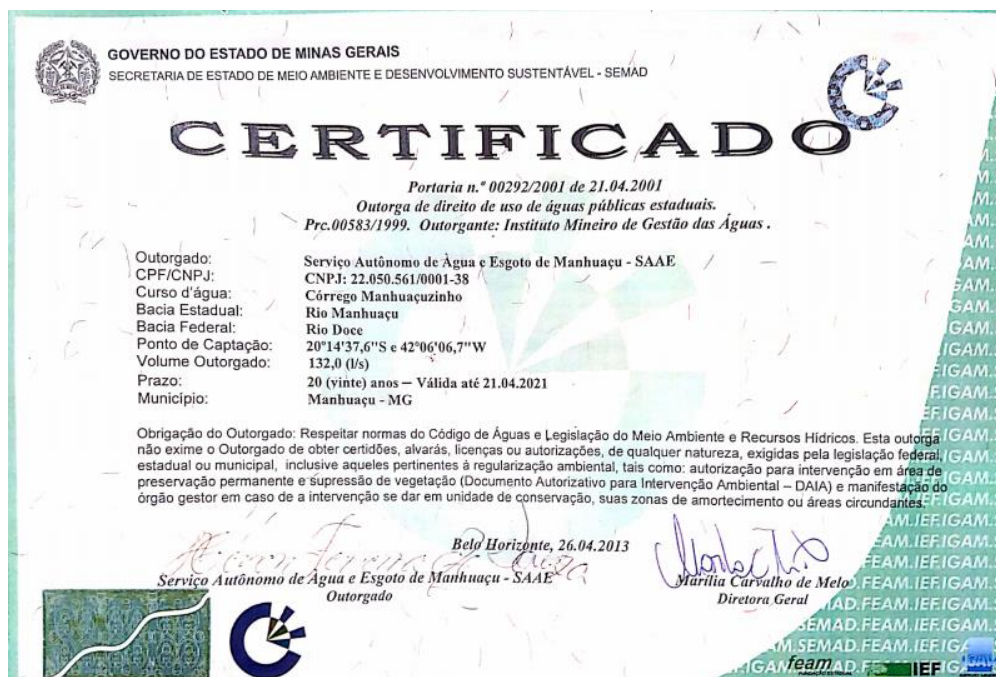 GOVERNO DO ESTADO DE MINAS GERAIS
SECRETARIA DE ESTADO DE MEIO AMBIENTE E DESENVOLVIMENTO SUSTENTÁVEL - SEMAD
CERTIFICADO
Portaria n.º 00292/2001 de 21.04.2001
Outorga de direito de uso de águas públicas estaduais.
Prc.00583/1999. Outorgante: Instituto Mineiro de Gestão das Águas .
Outorgado: Serviço Autônomo de Água e Esgoto de Manhuaçu - SAAE
CPF/CNPJ: CNPJ: 22.050.561/0001-38
Curso d'água: Córrego Manhuaçuzinho
Bacia Estadual: Rio Manhuaçu
Bacia Federal: Rio Doce
Ponto de Captação: 20°14'37,6"S e 42°06'06,7"W
Volume Outorgado: 132,0 (l/s)
Prazo: 20 (vinte) anos – Válida até 21.04.2021
Município: Manhuaçu - MG
Obrigação do Outorgado: Respeitar normas do Código de Águas e Legislação do Meio Ambiente e Recursos Hídricos. Esta outorga
não exime o Outorgado de obter certidões, alvarás, licenças ou autorizações, de qualquer natureza, exigidas pela legislação federal,
estadual ou municipal, inclusive aqueles pertinentes à regularização ambiental, tais como: autorização para intervenção em área de
preservação permanente e supressão de vegetação (Documento Autorizativo para Intervenção Ambiental – DAIA) e manifestação do
órgão gestor em caso de a intervenção se dar em unidade de conservação, suas zonas de amortecimento ou áreas circundantes.
Belo Horizonte, 26.04.2013
Serviço Autônomo de Água e Esgoto de Manhuaçu - SAAE
Outorgado
Marília Carvalho de Melo
Diretora Geral
feam
IEF